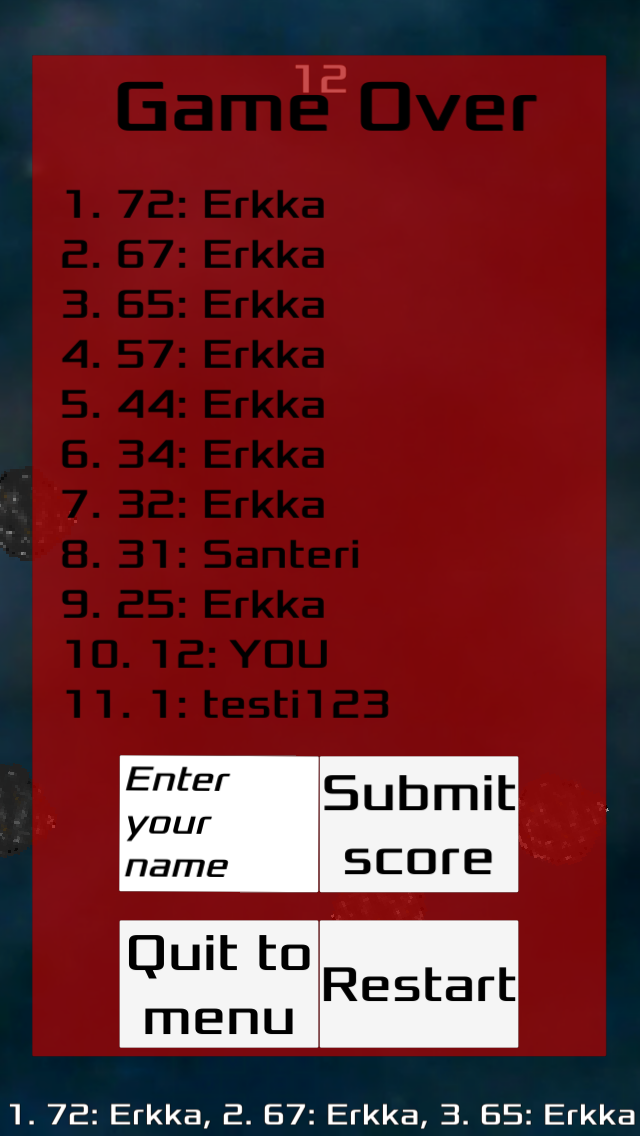 12
Game Over
1. 72: Erkka
2. 67: Erkka
3. 65: Erkka
4. 57: Erkka
5. 44: Erkka
6. 34: Erkka
7. 32: Erkka
8. 31: Santeri
9. 25: Erkka
10. 12: YOU
11. 1: testi123
Enter
your
name
Submit
score
Quit to
menu
Restart
1. 72: Erkka, 2. 67: Erkka, 3. 65: Erkka